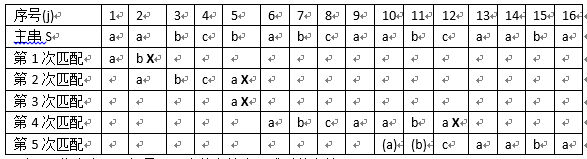 序号(j) 1 2 3 4 5 6 7 8 9 10 11 12 13 14 15 16
主串S a a b c b a b c a a b c a a b a
第1次匹配 a b X
第2次匹配 a b c a X
第3次匹配 a X
第4次匹配 a b c a a b a X
第5次匹配 (a) (b) c a a b a